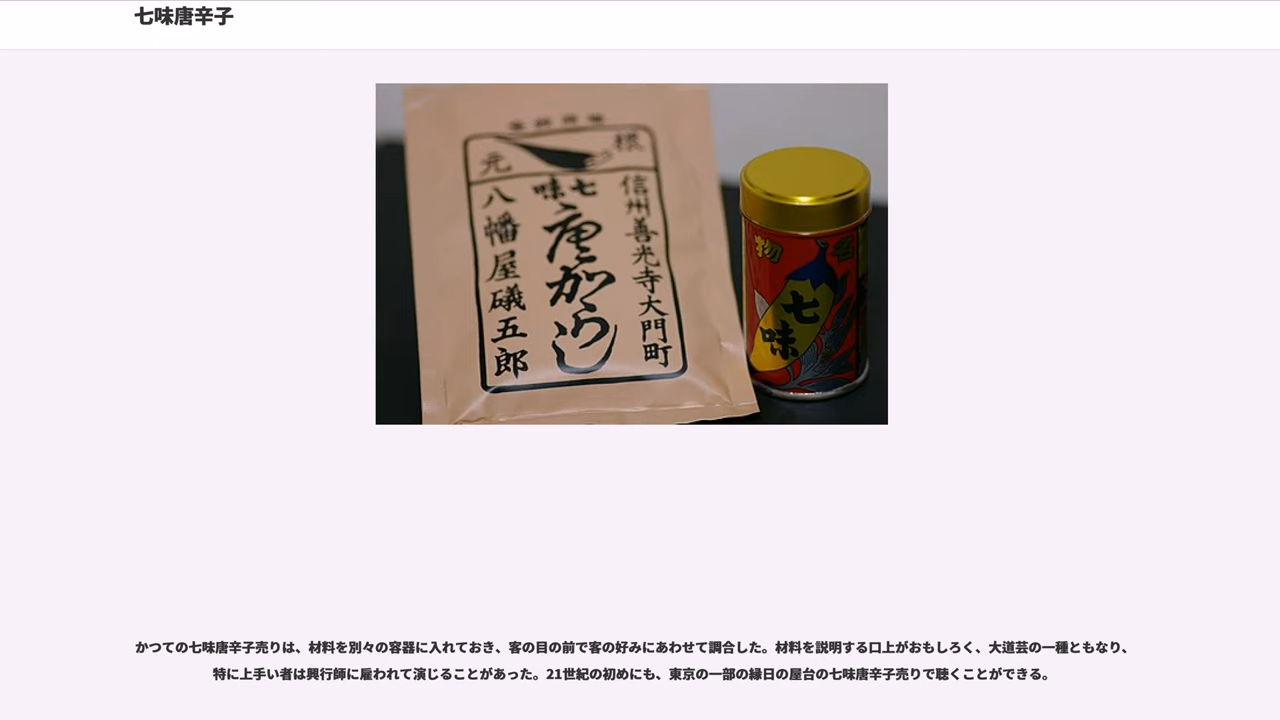 七味唐辛子
根
元
信州善光寺大門町
七味
唐がらし
八幡屋礒五郎
名
物
七味
かつての七味唐辛子売りは、材料を別々の容器に入れておき、客の目の前で客の好みにあわせて調合した。材料を説明する口上がおもしろく、大道芸の一種ともなり、
特に上手い者は興行師に雇われて演じることがあった。21世紀の初めにも、東京の一部の縁日の屋台の七味唐辛子売りで聴くことができる。